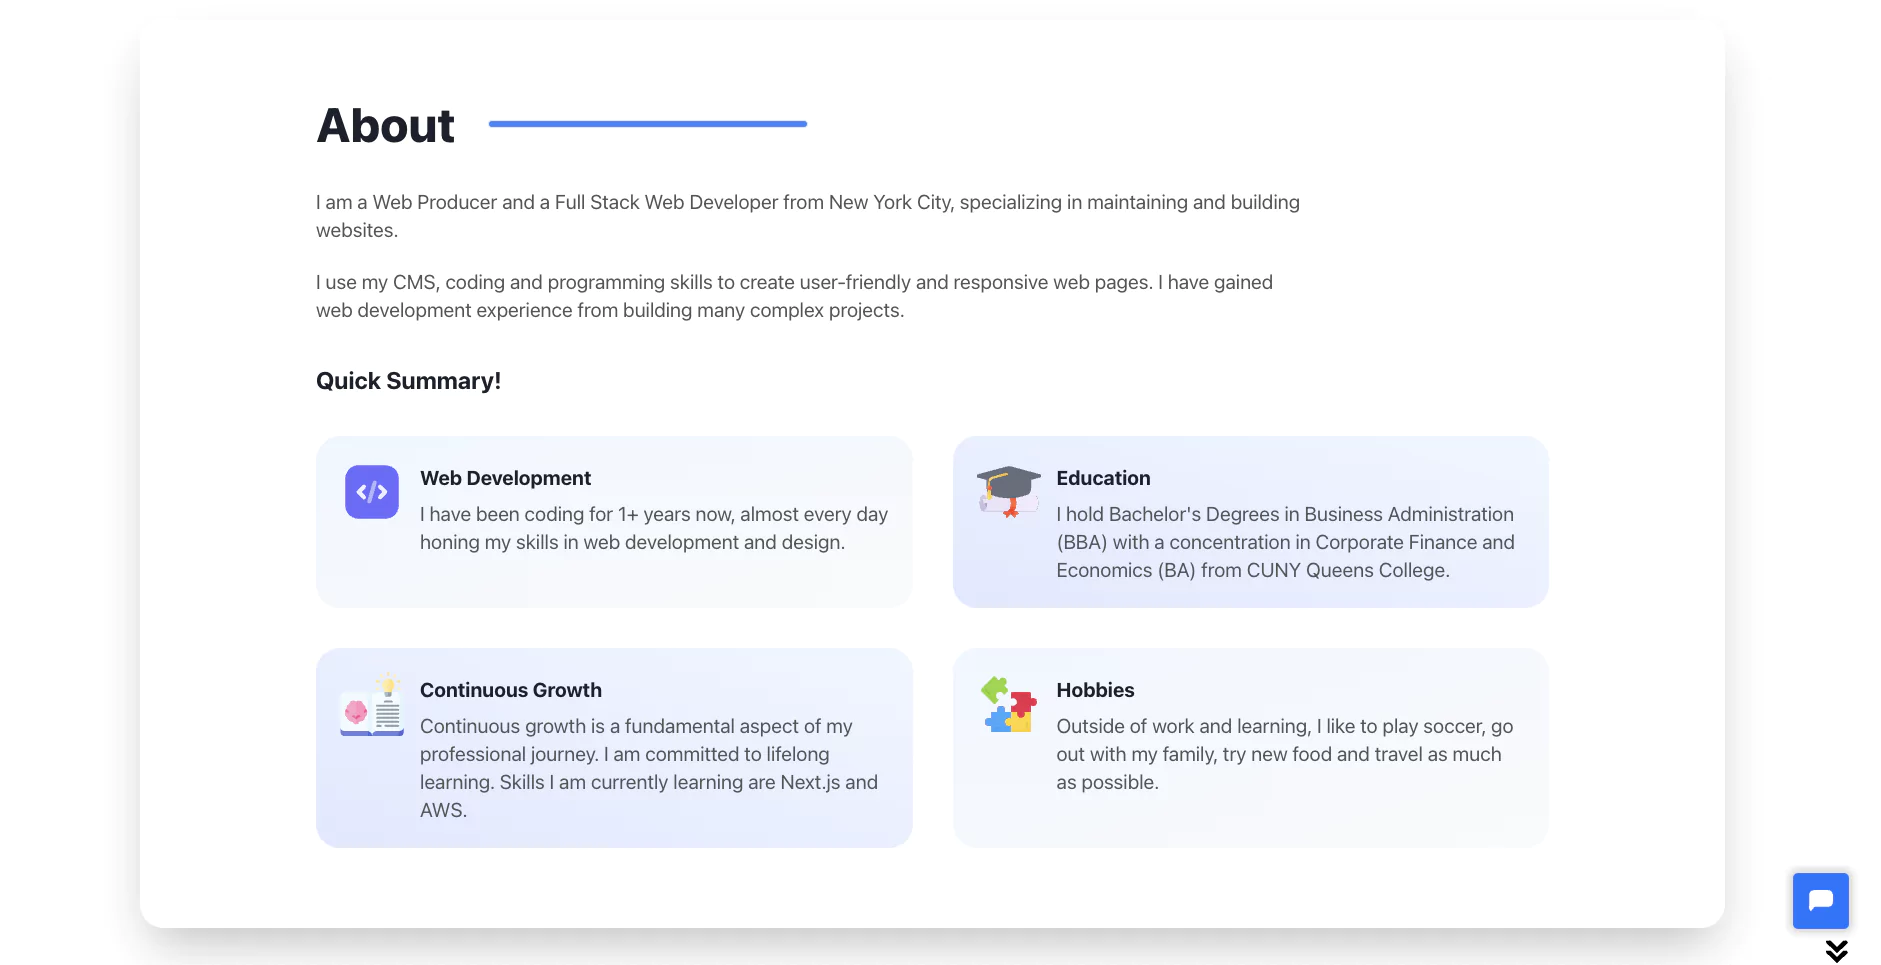 About
I am a Web Producer and a Full Stack Web Developer from New York City, specializing in maintaining and building
websites.
I use my CMS, coding and programming skills to create user-friendly and responsive web pages. I have gained
web development experience from building many complex projects.
Quick Summary!
Web Development
I have been coding for 1+ years now, almost every day
honing my skills in web development and design.
Education
I hold Bachelor's Degrees in Business Administration
(BBA) with a concentration in Corporate Finance and
Economics (BA) from CUNY Queens College.
Continuous Growth
Continuous growth is a fundamental aspect of my
professional journey. I am committed to lifelong
learning. Skills I am currently learning are Next.js and
AWS.
Hobbies
Outside of work and learning, I like to play soccer, go
out with my family, try new food and travel as much
as possible.